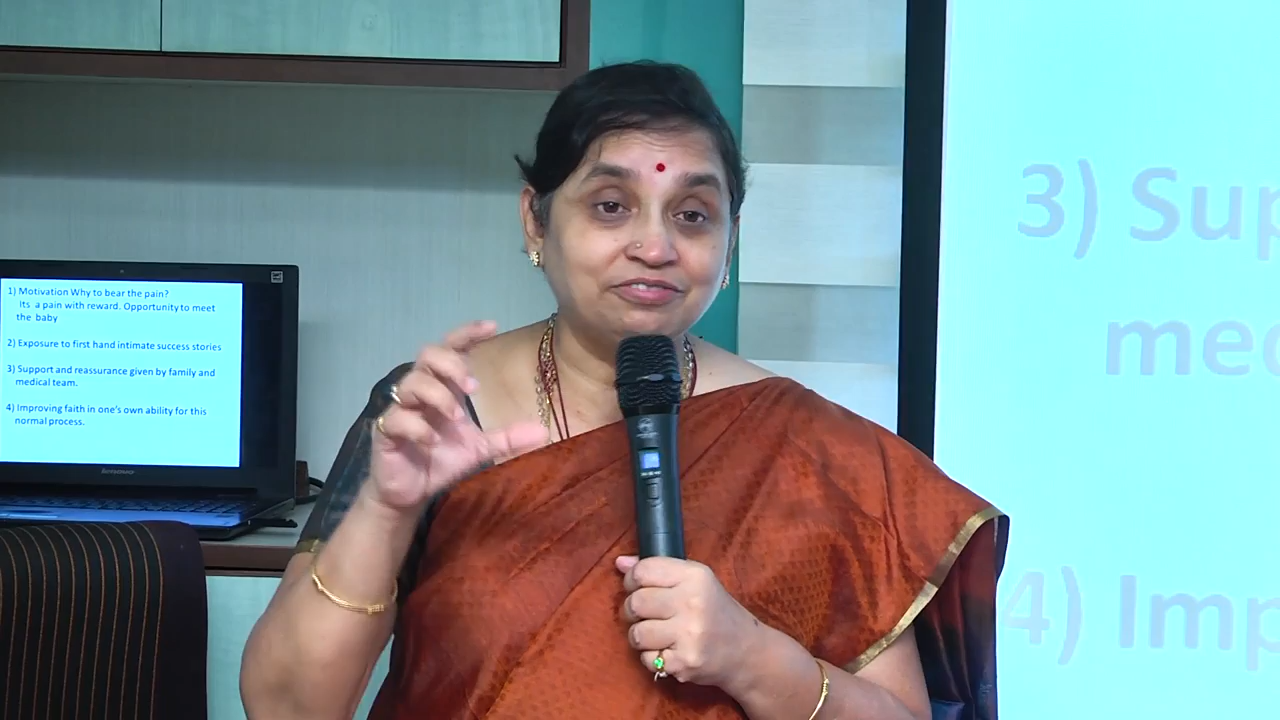 1) Motivation Why to bear the pain?
Its a pain with reward. Opportunity to meet
the baby
2) Exposure to first hand intimate success stories
3) Support and reassurance given by family and
medical team.
4) Improving faith in one's own ability for this
normal process.
lenovo
3) Sup
med
4) Imp